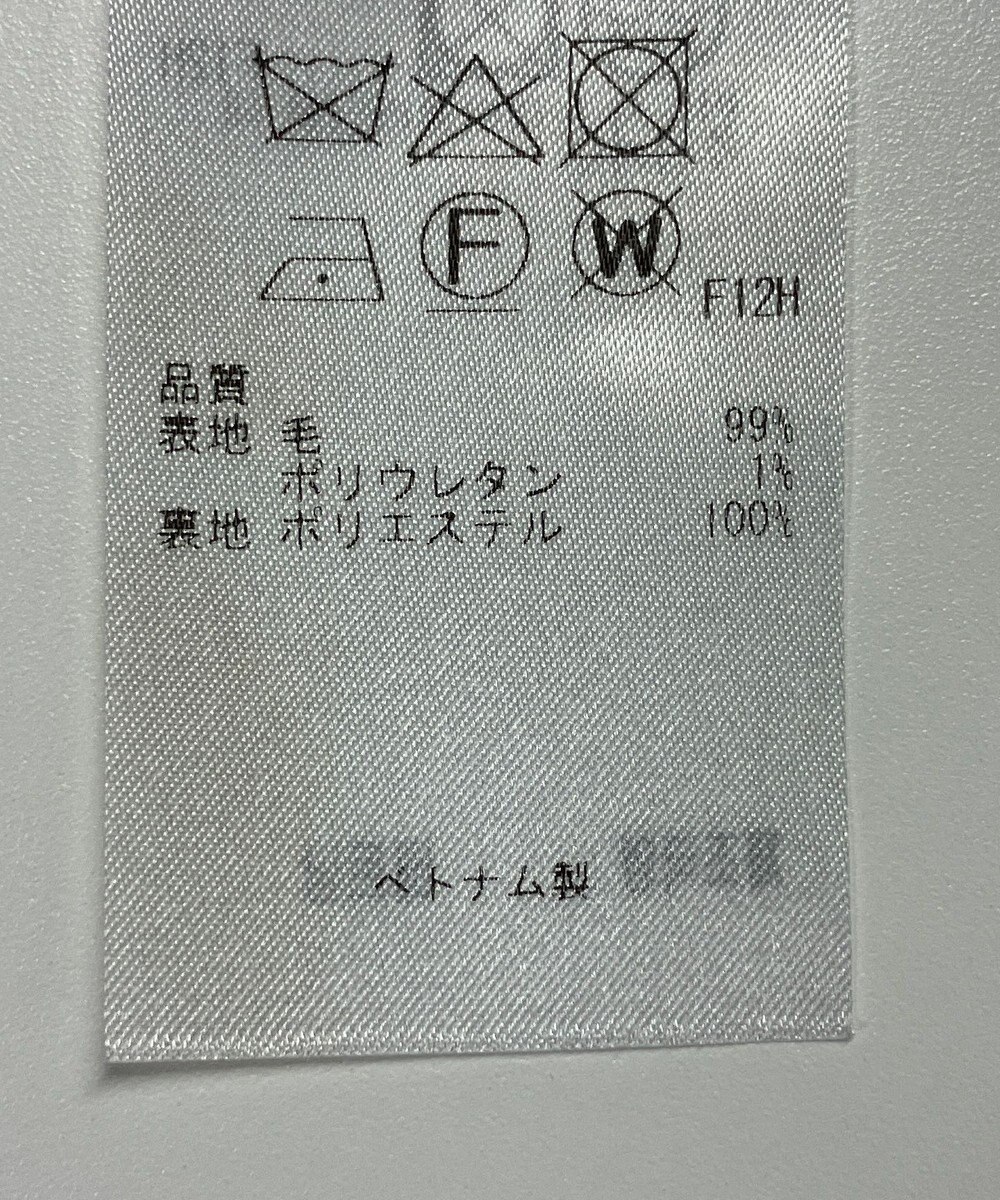 F W F12H
品質
表地 毛 99%
ポリウレタン 1%
裏地 ポリエステル 100%
ベトナム製